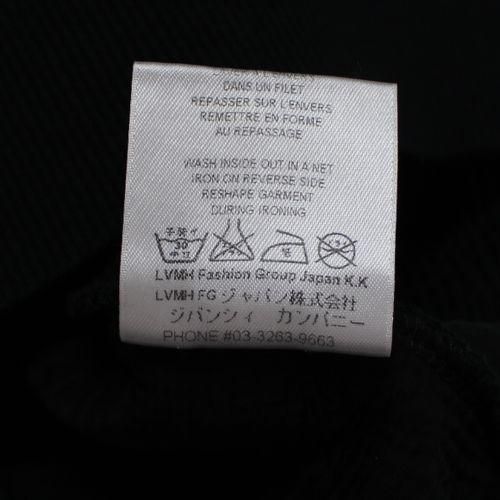 DANS UN FILET
REPASSER SUR L'ENVERS
REMETTRE EN FORME
AU REPASSAGE
WASH INSIDE OUT IN A NET
IRON ON REVERSE SIDE
RESHAPE GARMENT
DURING IRONING
30
LVMH Fashion Group Japan K.K
LVMH FG ジャパン株式会社
ジバンシィ カンパニー
PHONE #03-3263-9663